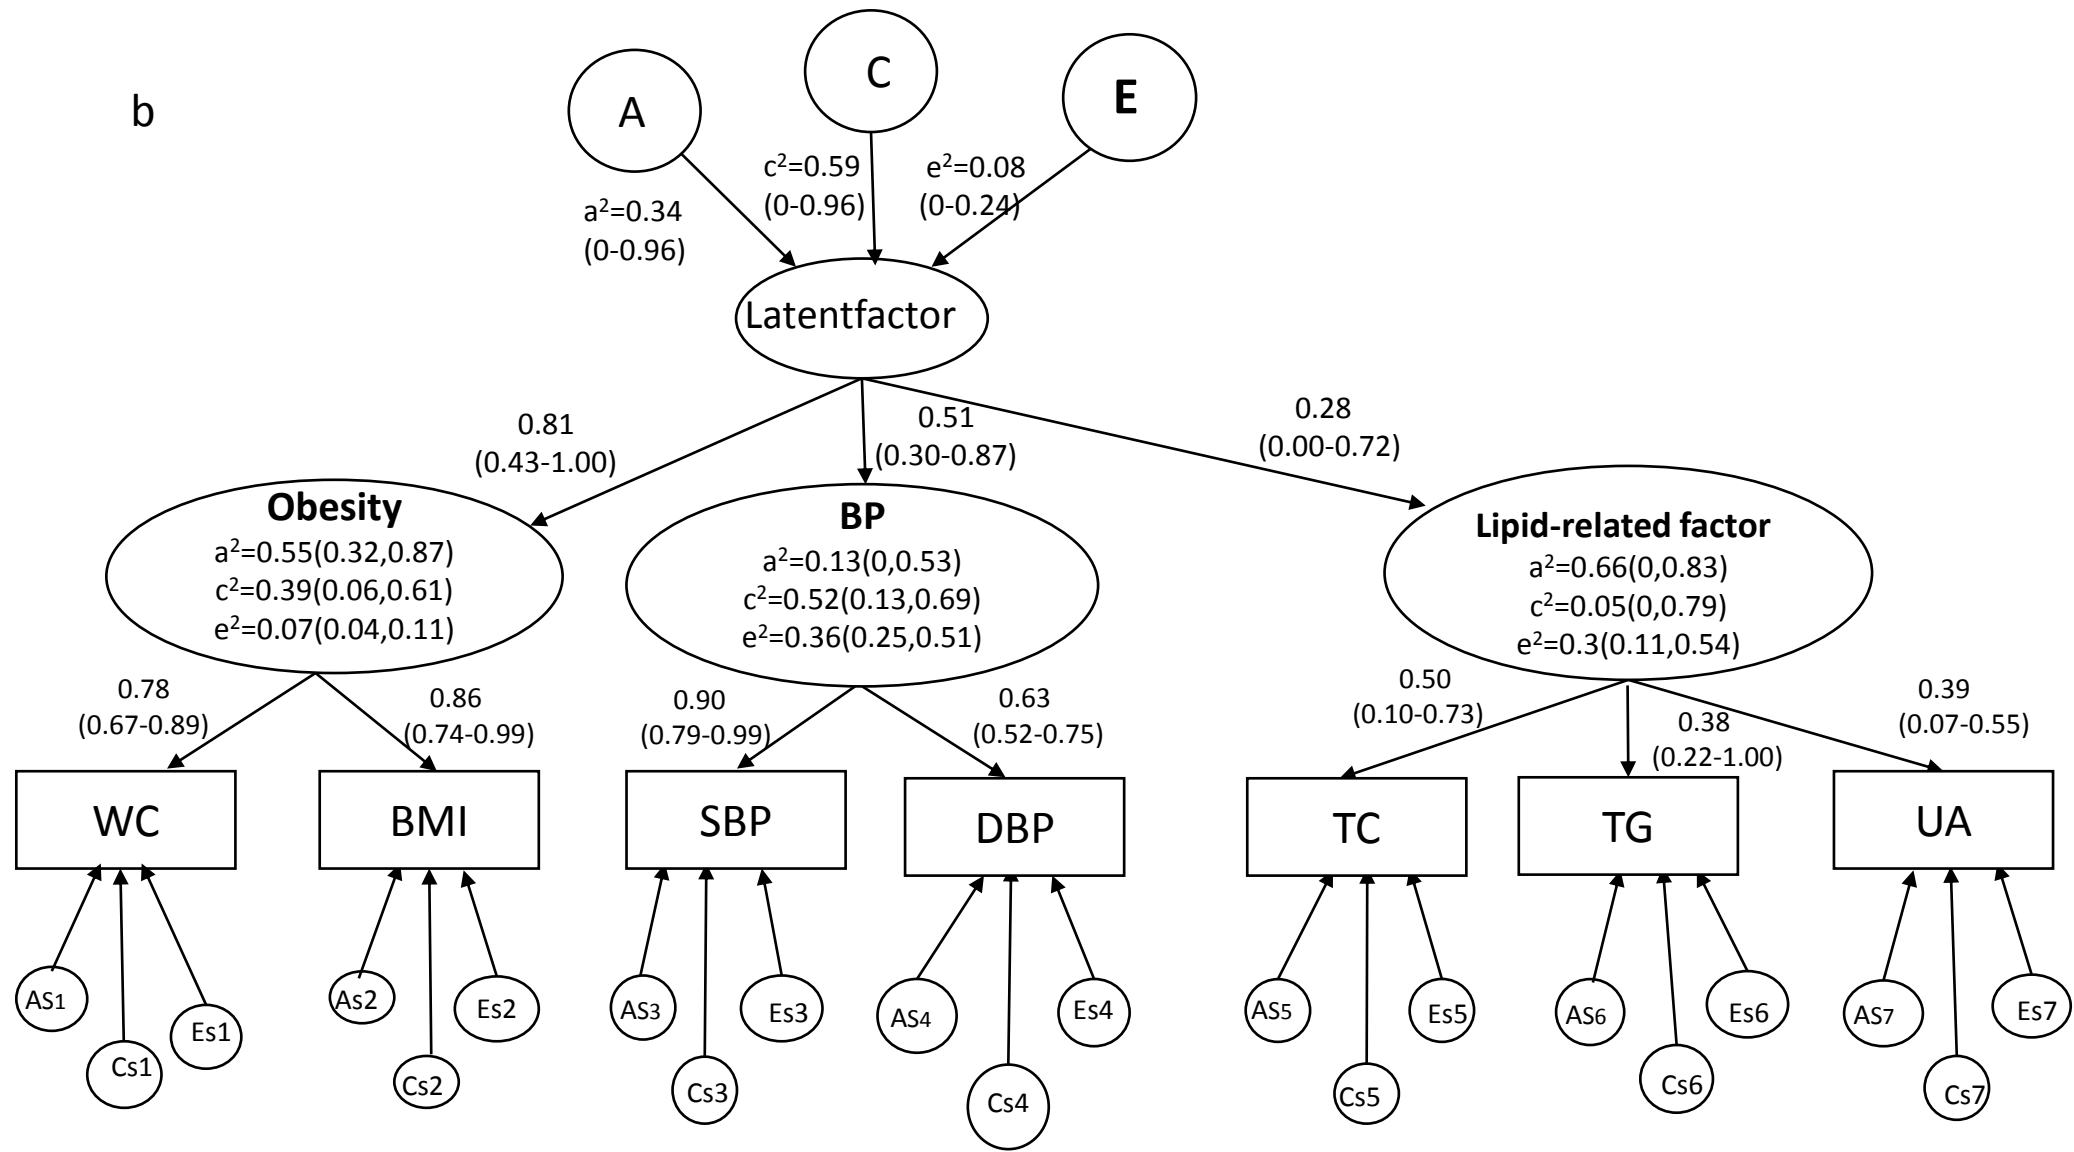 b
A
C
E
a²=0.34
(0-0.96)
c²=0.59
(0-0.96)
e²=0.08
(0-0.24)
Latentfactor
0.81
(0.43-1.00)
0.51
(0.30-0.87)
0.28
(0.00-0.72)
Obesity
a²=0.55(0.32,0.87)
c²=0.39(0.06,0.61)
e²=0.07(0.04,0.11)
BP
a²=0.13(0,0.53)
c²=0.52(0.13,0.69)
e²=0.36(0.25,0.51)
Lipid-related factor
a²=0.66(0,0.83)
c²=0.05(0,0.79)
e²=0.3(0.11,0.54)
0.78
(0.67-0.89)
0.86
(0.74-0.99)
0.90
(0.79-0.99)
0.63
(0.52-0.75)
0.50
(0.10-0.73)
0.38
(0.22-1.00)
0.39
(0.07-0.55)
WC
BMI
SBP
DBP
TC
TG
UA
AS1
Cs1
Es1
As2
Cs2
Es2
AS3
Cs3
Es3
AS4
Cs4
Es4
AS5
Cs5
Es5
AS6
Cs6
Es6
AS7
Cs7
Es7